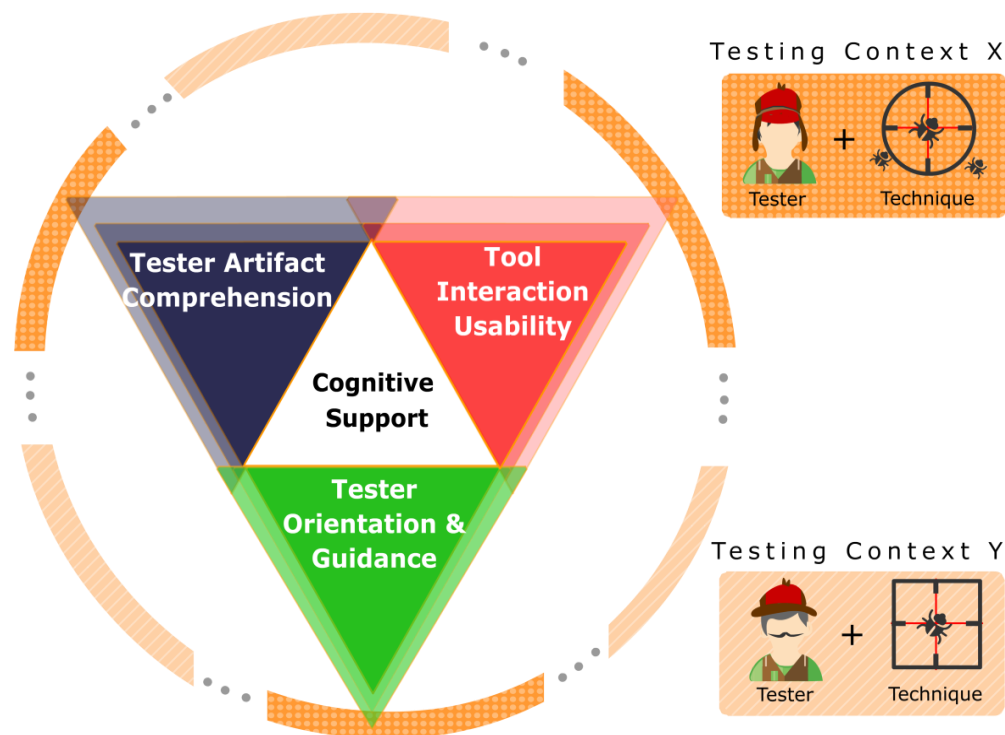 Testing Context X
Tester
Technique
Tester Artifact
Comprehension
Tool
Interaction
Usability
Cognitive
Support
Tester
Orientation &
Guidance
Testing Context Y
Tester
Technique